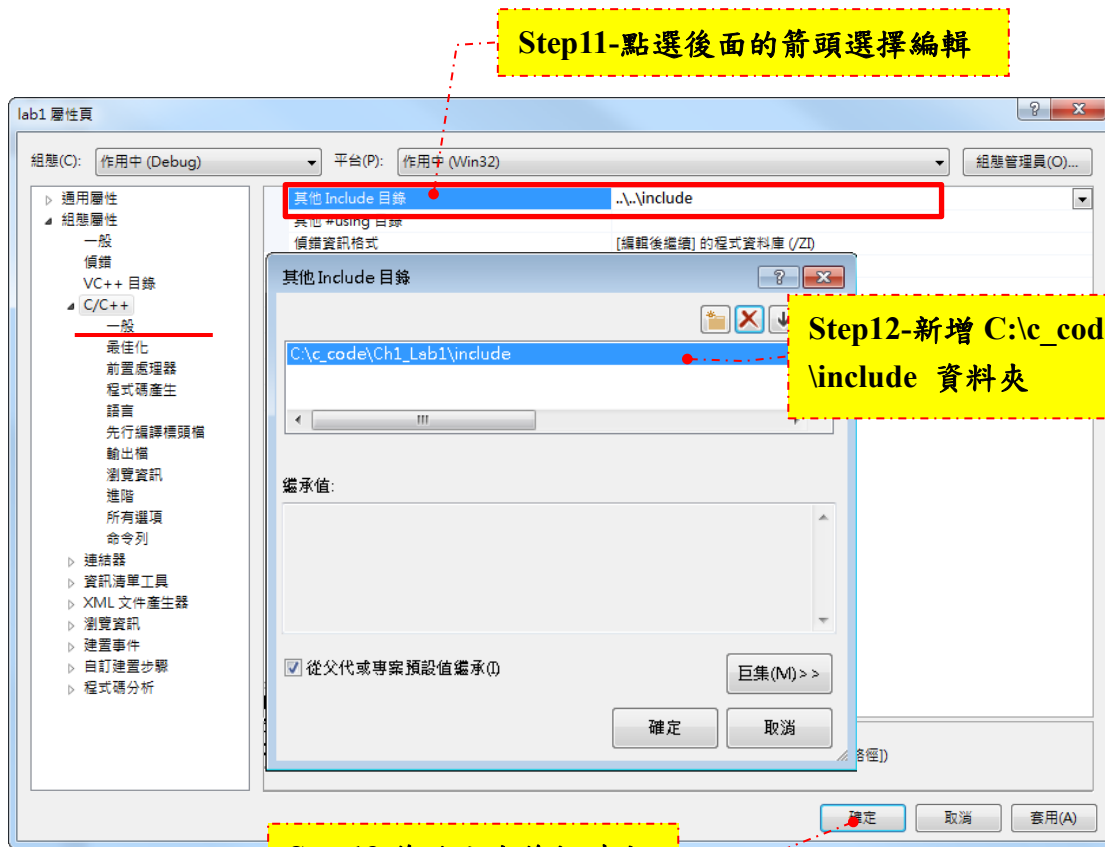 Step11-點選後面的箭頭選擇編輯
lab1 屬性頁
組態(C): 作用中 (Debug) 平台(P): 作用中 (Win32) 組態管理員(O)...
通用屬性
組態屬性
一般
偵錯
VC++ 目錄
C/C++
一般
最佳化
前置處理器
程式碼產生
語言
先行編譯標頭檔
輸出檔
瀏覽資訊
進階
所有選項
命令列
連結器
資訊清單工具
XML 文件產生器
瀏覽資訊
建置事件
自訂建置步驟
程式碼分析
其他 Include 目錄 ..\..\include
其他 #using 目錄
偵錯資訊格式 [編輯後繼續] 的程式資料庫 (/ZI)
其他 Include 目錄
C:\c_code\Ch1_Lab1\include
Step12-新增 C:\c_cod
\include 資料夾
繼承值:
從父代或專案預設值繼承(I)
巨集(M)>>
確定 取消
路徑])
確定 取消 套用(A)